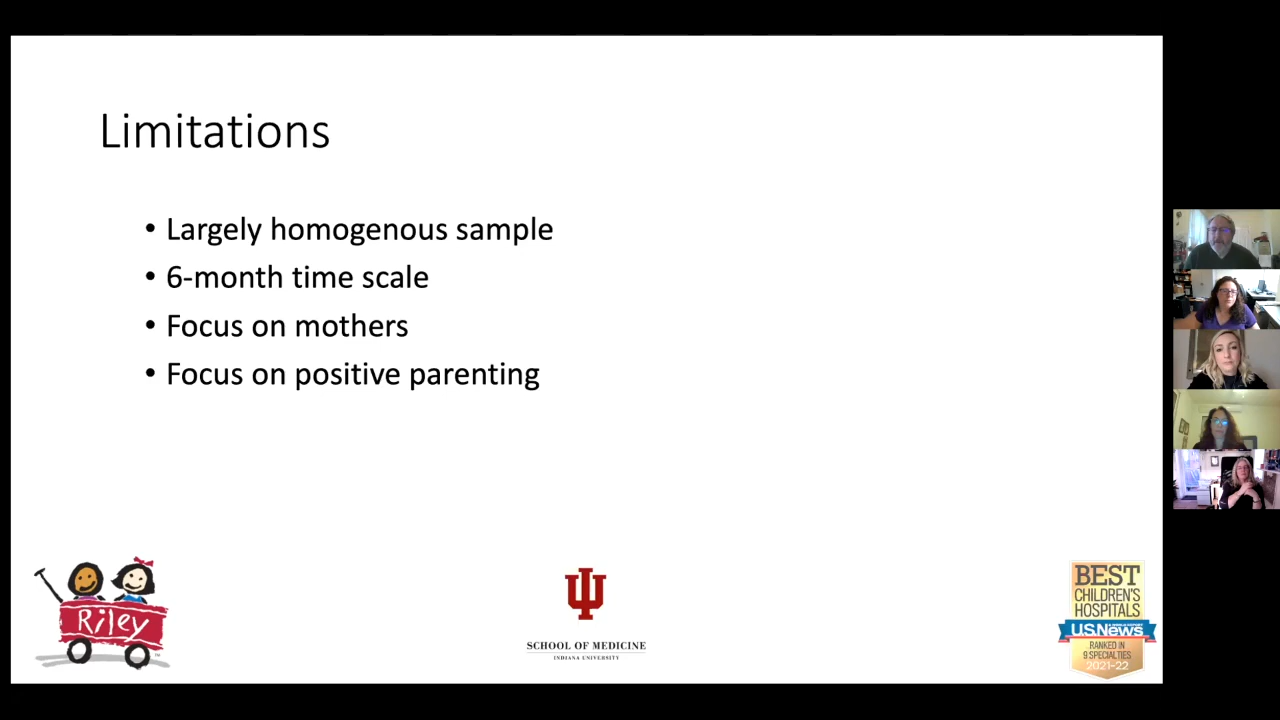 Limitations
• Largely homogenous sample
• 6-month time scale
• Focus on mothers
• Focus on positive parenting
Riley
SCHOOL OF MEDICINE
INDIANA UNIVERSITY
BEST
CHILDREN'S
HOSPITALS
U.S.News
RANKED IN
9 SPECIALTIES
2021-22